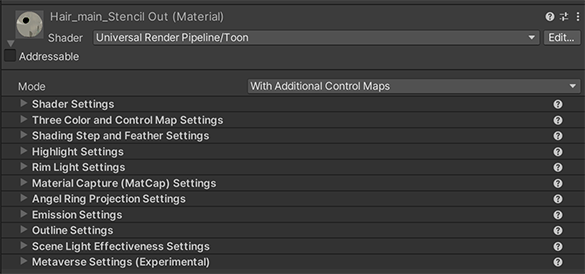 Hair_main_Stencil Out (Material)
Shader Universal Render Pipeline/Toon Edit...
Addressable
Mode With Additional Control Maps
Shader Settings
Three Color and Control Map Settings
Shading Step and Feather Settings
Highlight Settings
Rim Light Settings
Material Capture (MatCap) Settings
Angel Ring Projection Settings
Emission Settings
Outline Settings
Scene Light Effectiveness Settings
Metaverse Settings (Experimental)